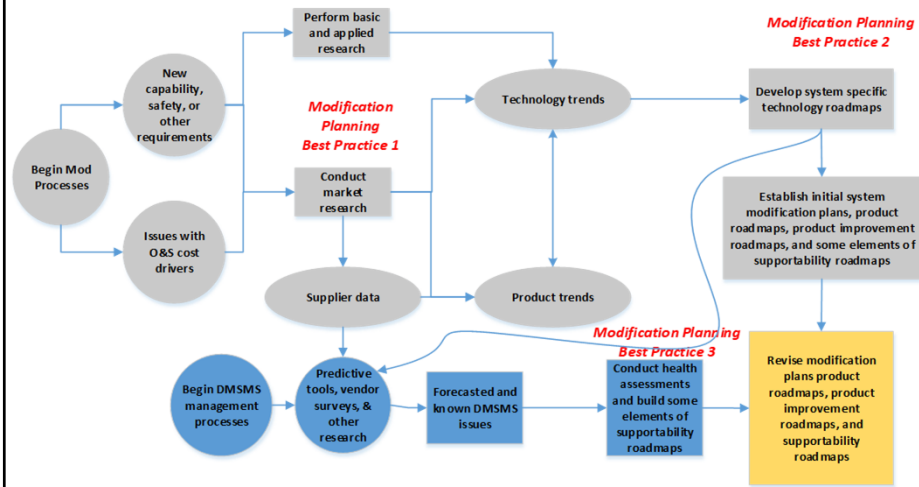 Perform basic
and applied
research
Modification Planning
Best Practice 2
New
capability,
safety, or
other
requirements
Technology trends
Develop system specific
technology roadmaps
Modification
Planning
Best Practice 1
Begin Mod
Processes
Conduct
market
research
Establish initial system
modification plans, product
roadmaps, product improvement
roadmaps, and some elements of
supportability roadmaps
Issues with
O&S cost
drivers
Supplier data
Product trends
Modification Planning
Best Practice 3
Begin DMSMS
management
processes
Predictive
tools, vendor
surveys, &
other
research
Forecasted and
known DMSMS
issues
Conduct health
assessments
and build some
elements of
supportability
roadmaps
Revise modification
plans product
roadmaps, product
improvement
roadmaps, and
supportability
roadmaps